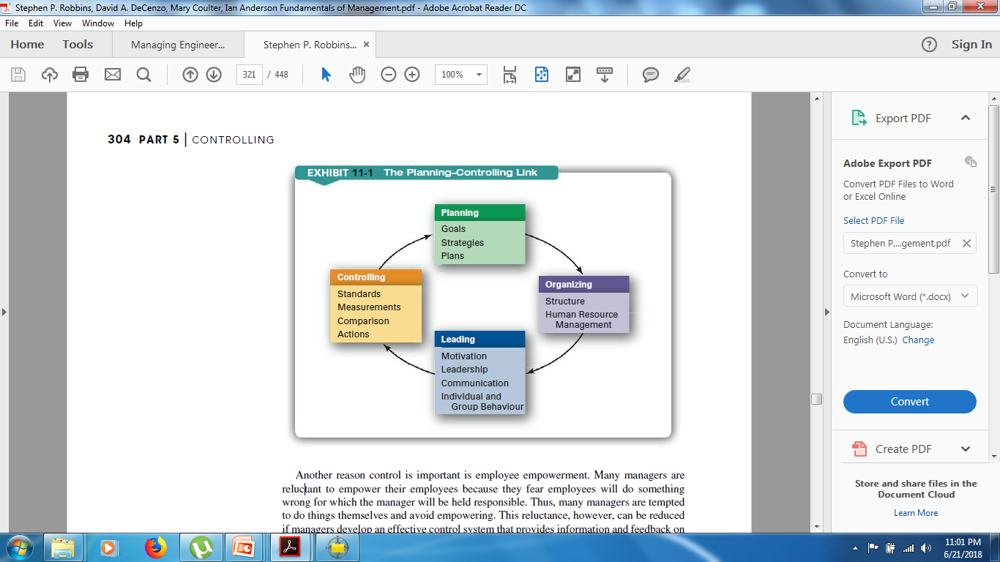 Stephen P. Robbins, David A. DeCenzo, Mary Coulter, Ian Anderson Fundamentals of Management.pdf - Adobe Acrobat Reader DC
File Edit View Window Help
Home Tools Managing Engineer... Stephen P. Robbins... × Sign In
321 / 448 100%
304 PART 5 | CONTROLLING
EXHIBIT 11-1 The Planning–Controlling Link
Planning
Goals
Strategies
Plans
Organizing
Structure
Human Resource
Management
Leading
Motivation
Leadership
Communication
Individual and
Group Behaviour
Controlling
Standards
Measurements
Comparison
Actions
Another reason control is important is employee empowerment. Many managers are
reluctant to empower their employees because they fear employees will do something
wrong for which the manager will be held responsible. Thus, many managers are tempted
to do things themselves and avoid empowering. This reluctance, however, can be reduced
if managers develop an effective control system that provides information and feedback on
Export PDF
Adobe Export PDF
Convert PDF Files to Word
or Excel Online
Select PDF File
Stephen P....gement.pdf
Convert to
Microsoft Word (*.docx)
Document Language:
English (U.S.) Change
Convert
Create PDF
Store and share files in the
Document Cloud
Learn More
11:01 PM
6/21/2018